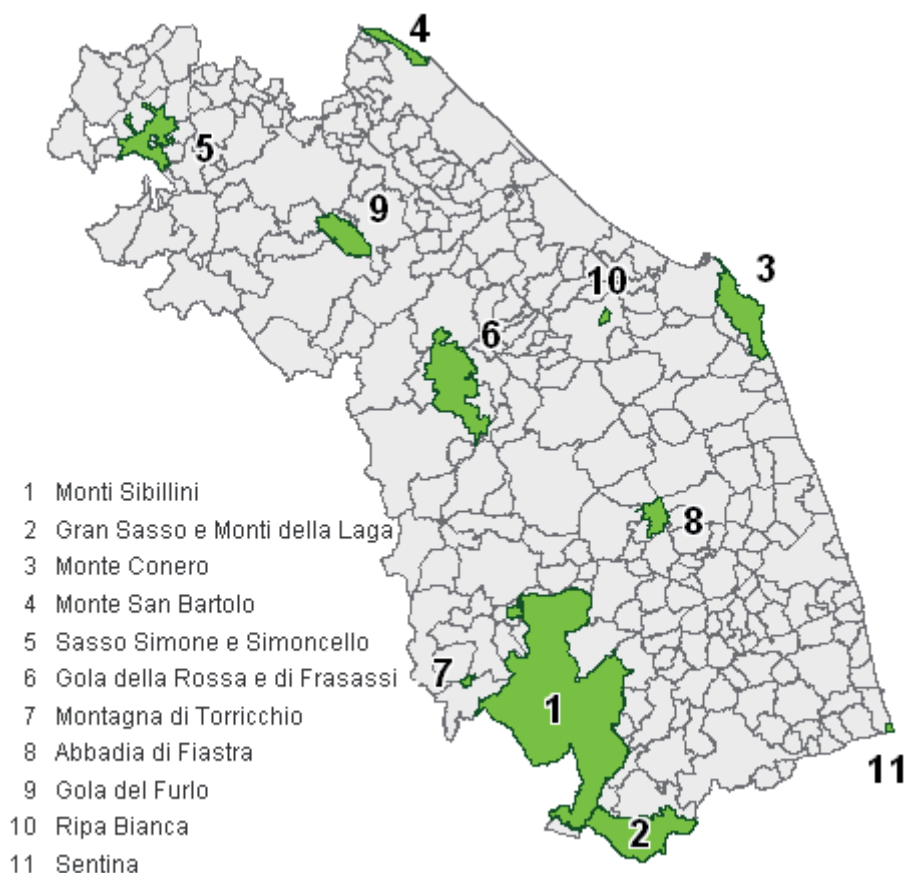 4
5
9
3
10
6
1 Monti Sibillini
2 Gran Sasso e Monti della Laga
3 Monte Conero
4 Monte San Bartolo
5 Sasso Simone e Simoncello
6 Gola della Rossa e di Frasassi
7 Montagna di Torricchio
8 Abbadia di Fiastra
9 Gola del Furlo
10 Ripa Bianca
11 Sentina
8
7
1
11
2